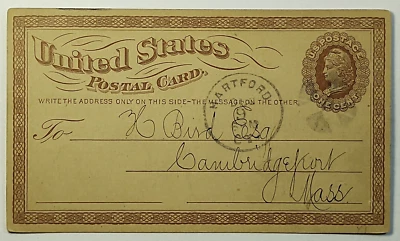 United States
POSTAL CARD.
U.S. POSTAGE
ONE CENT
WRITE THE ADDRESS ONLY ON THIS SIDE-THE MESSAGE ON THE OTHER.
HARTFORD
To H Bird Esq
Cambridgeport
Mass